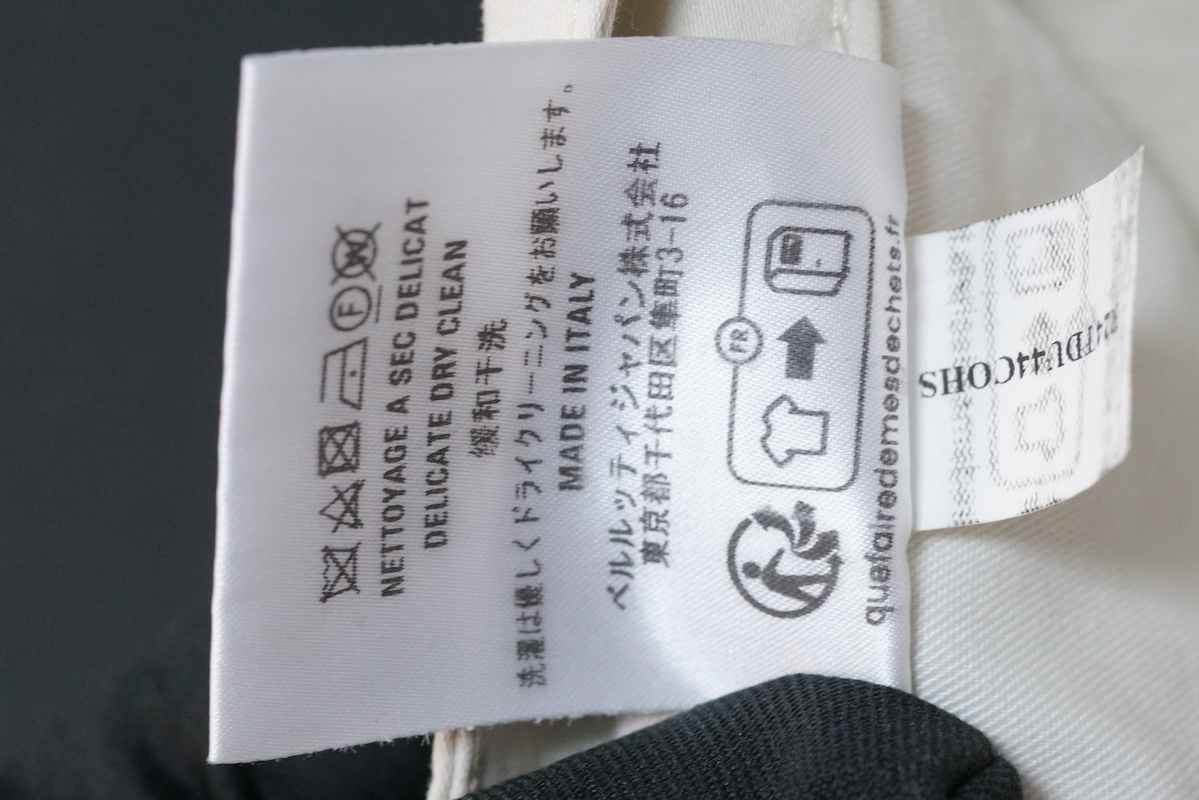 F
W
NETTOYAGE A SEC DELICAT
DELICATE DRY CLEAN
缓和干洗
洗濯は優しくドライクリーニングをお願いします。
MADE IN ITALY
ベルルッティ・ジャパン株式会社
東京都千代田区隼町3-16
FR
quefairedemesdechets.fr